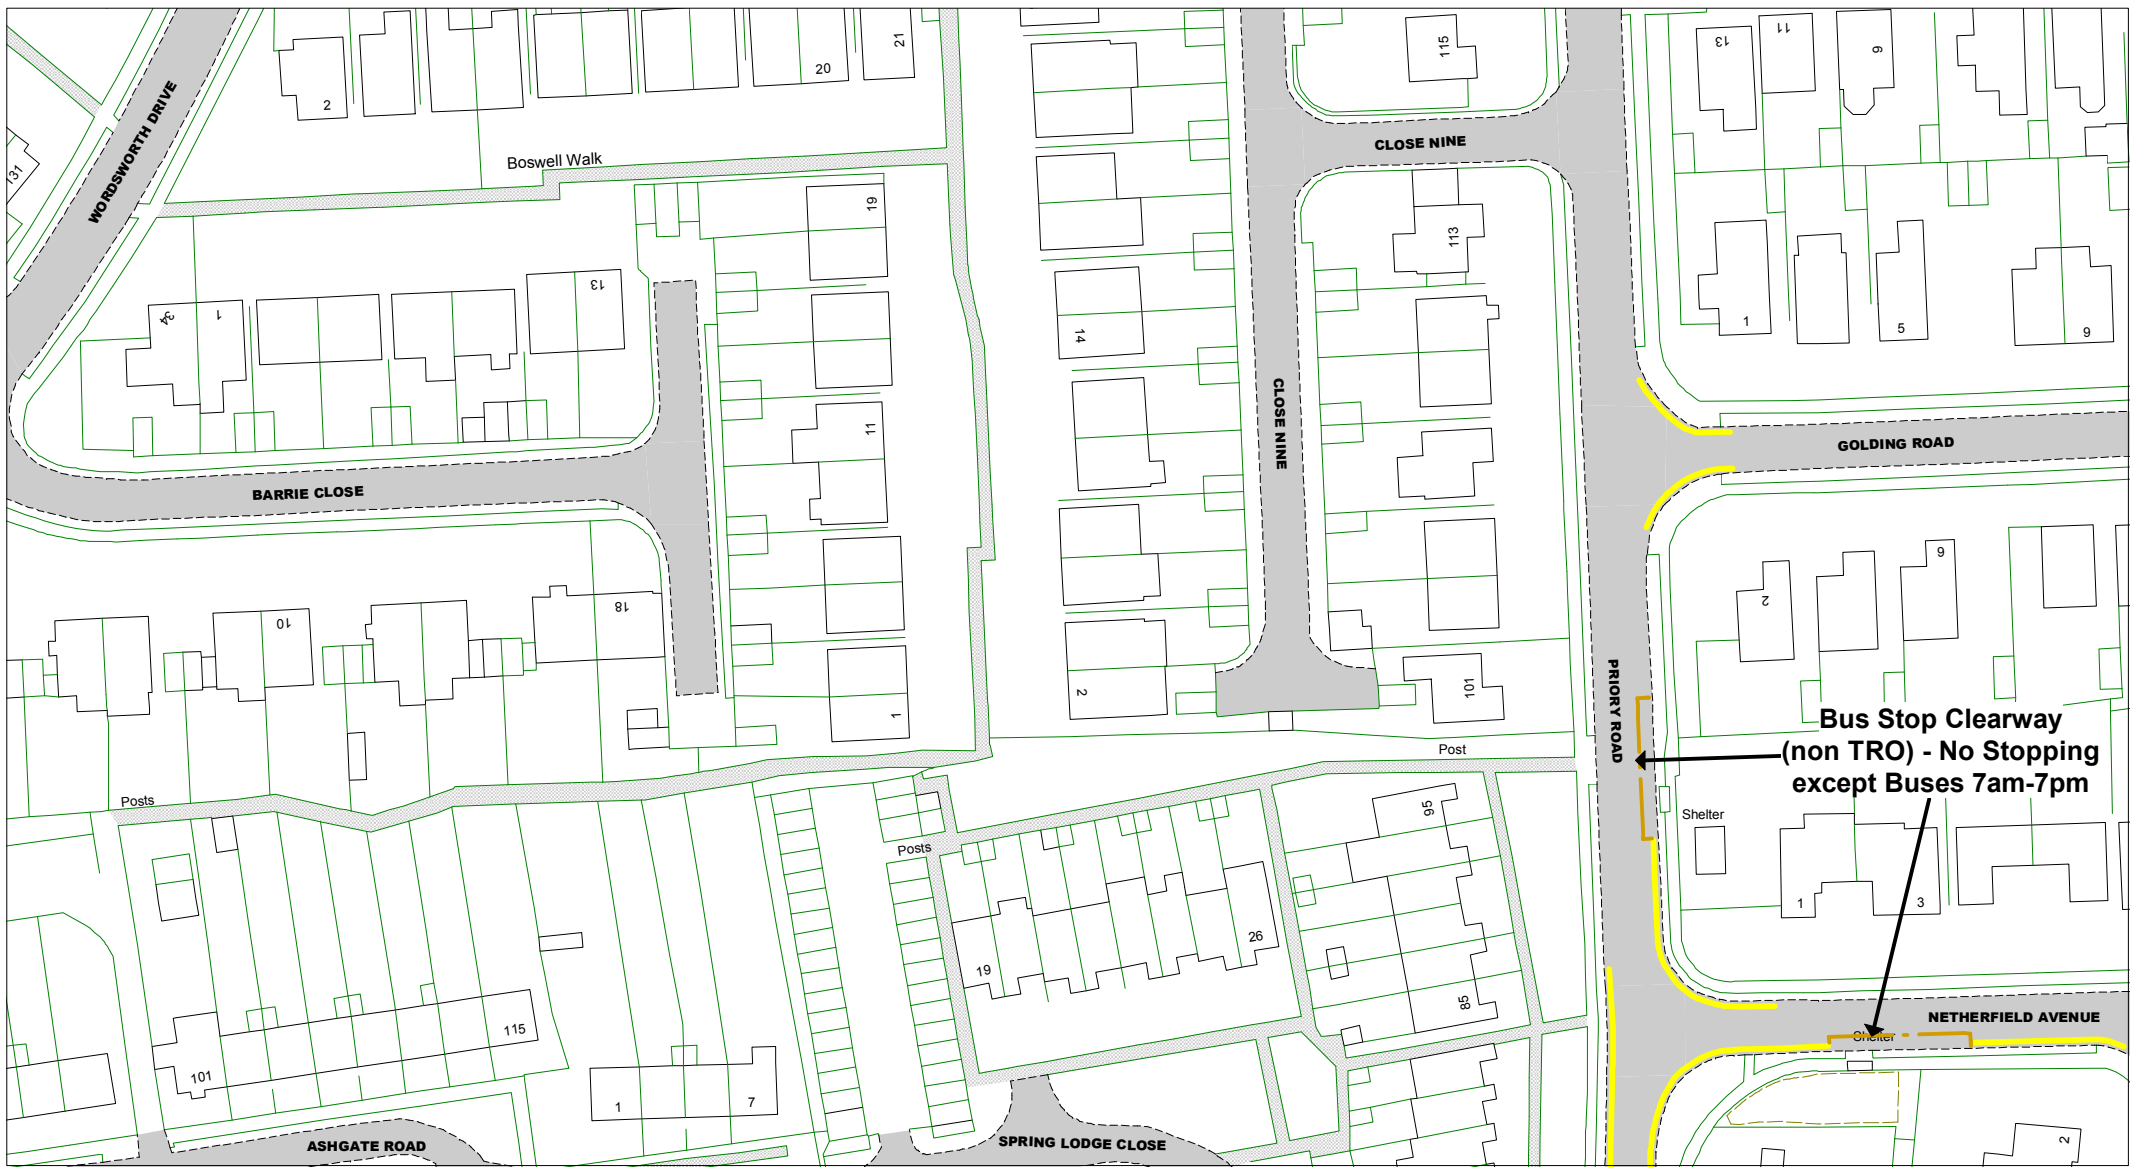 21
20
2
115
13
11
9
WORDSWORTH DRIVE
131
Boswell Walk
CLOSE NINE
19
113
13
34
1
14
1
5
9
CLOSE NINE
11
GOLDING ROAD
BARRIE CLOSE
18
10
2
9
2
101
1
PRIORY ROAD
Bus Stop Clearway
(non TRO) - No Stopping
except Buses 7am-7pm
Post
Posts
95
Shelter
Posts
1
3
26
19
85
115
NETHERFIELD AVENUE
Shelter
101
1
7
ASHGATE ROAD
SPRING LODGE CLOSE
2